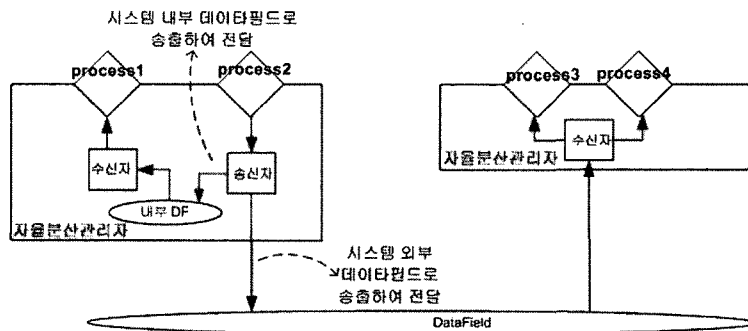 시스템 내부 데이타필드로
송출하여 전달
process1
process2
process3
process4
수신자
송신자
수신자
내부 DF
자율분산관리자
자율분산관리자
시스템 외부
데이타필드로
송출하여 전달
DataField